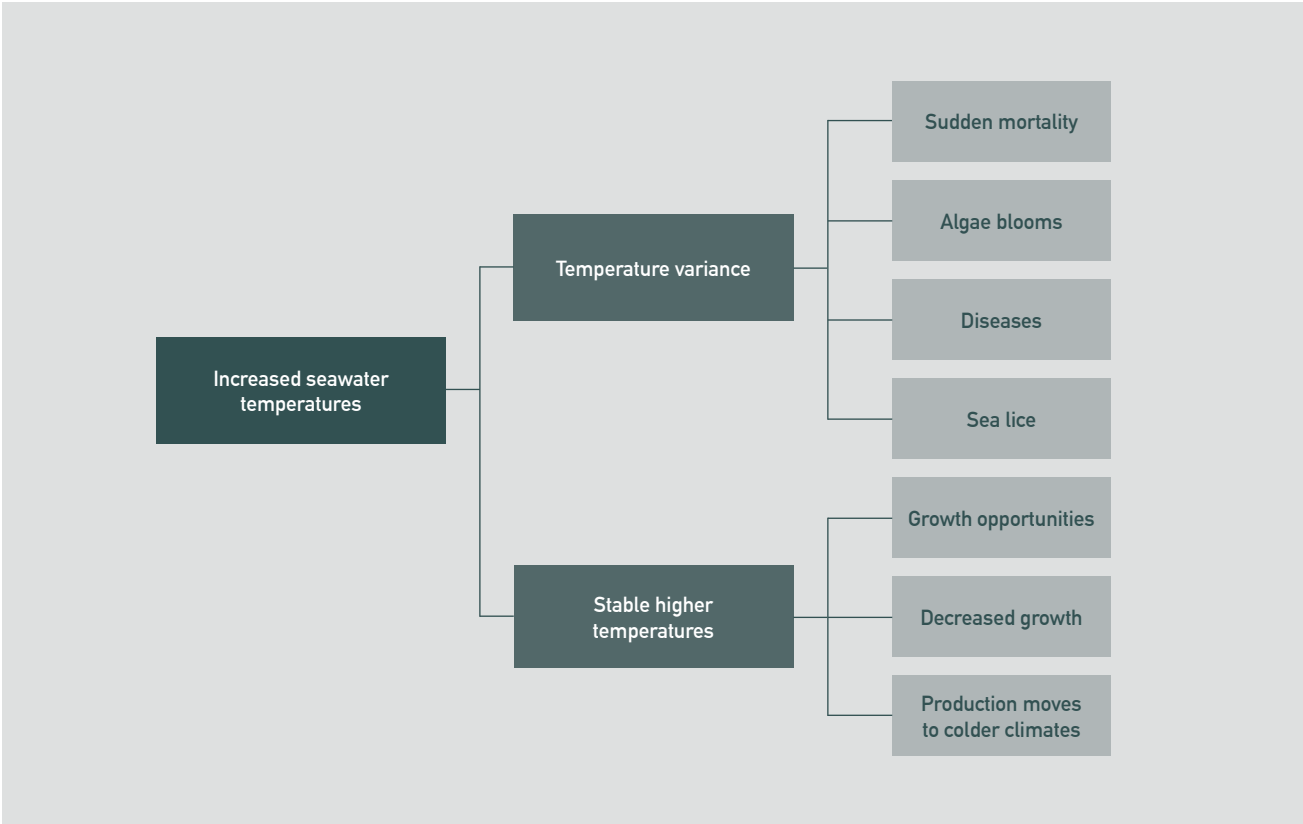 Increased seawater
temperatures
Temperature variance
Sudden mortality
Algae blooms
Diseases
Sea lice
Stable higher
temperatures
Growth opportunities
Decreased growth
Production moves
to colder climates